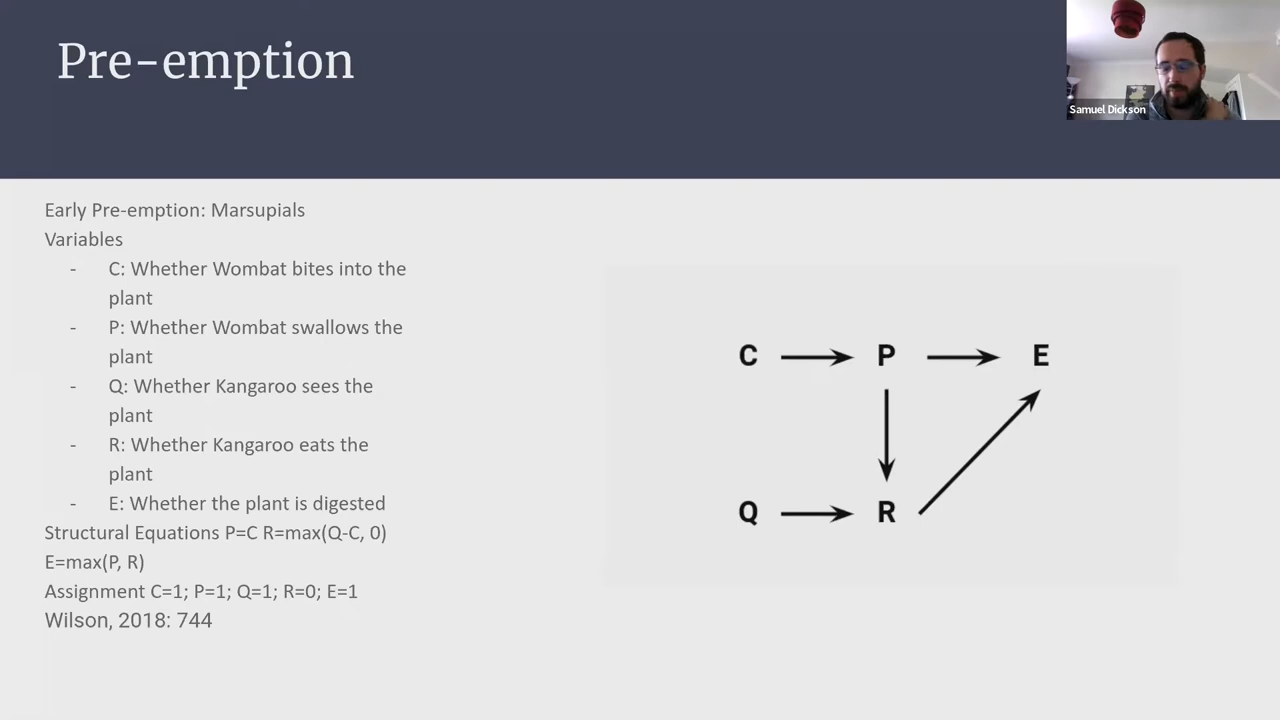 Pre-emption
Samuel Dickson
Early Pre-emption: Marsupials
Variables
- C: Whether Wombat bites into the
plant
- P: Whether Wombat swallows the
plant
- Q: Whether Kangaroo sees the
plant
- R: Whether Kangaroo eats the
plant
- E: Whether the plant is digested
Structural Equations P=C R=max(Q-C, 0)
E=max(P, R)
Assignment C=1; P=1; Q=1; R=0; E=1
Wilson, 2018: 744
C P E
Q R